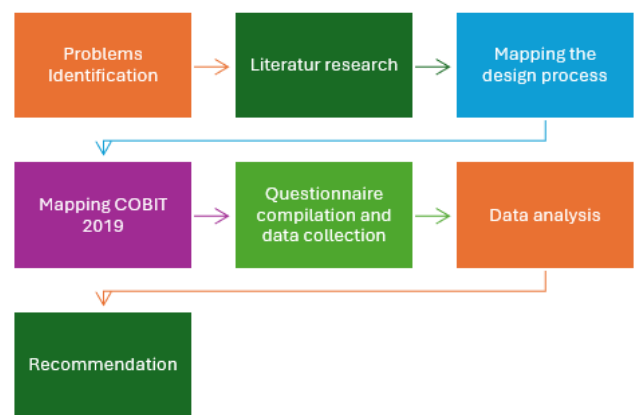 Problems
Identification
Literatur research
Mapping the
design process
Mapping COBIT
2019
Questionnaire
compilation and
data collection
Data analysis
Recommendation